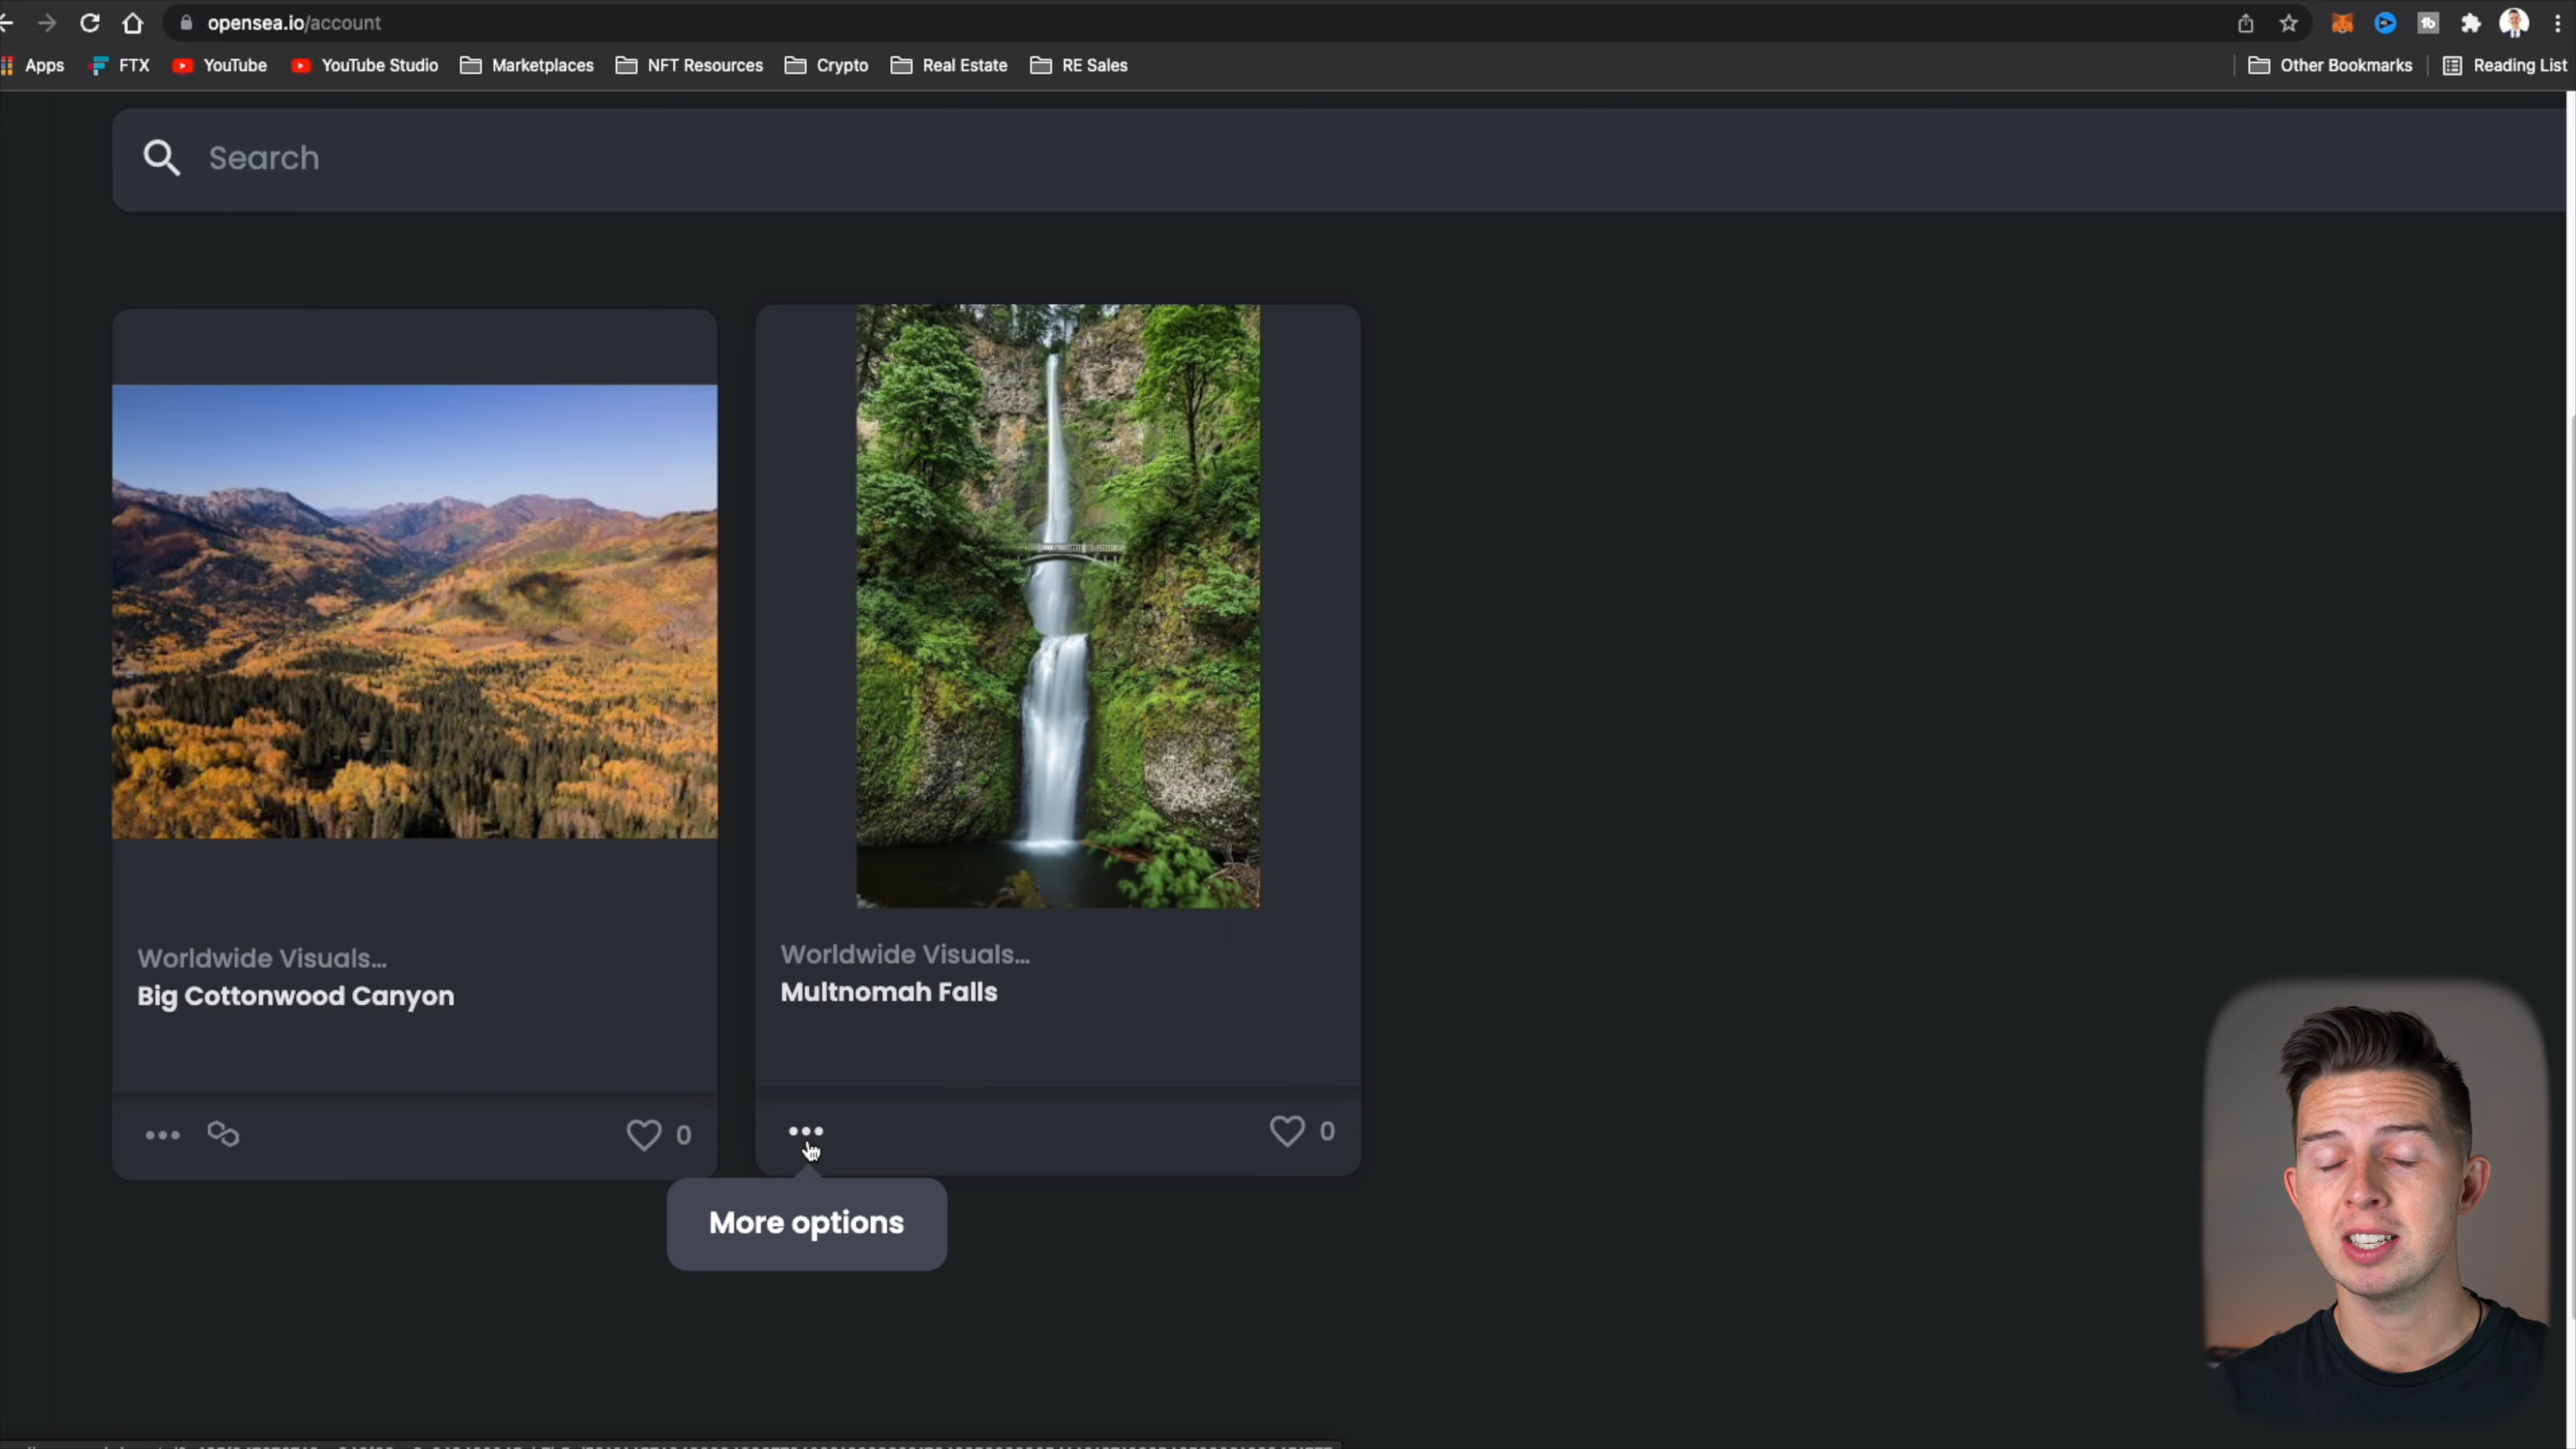 opensea.io/account
Apps FTX YouTube YouTube Studio Marketplaces NFT Resources Crypto Real Estate RE Sales Other Bookmarks Reading List
Search
Worldwide Visuals...
Big Cottonwood Canyon
0
Worldwide Visuals...
Multnomah Falls
0
More options